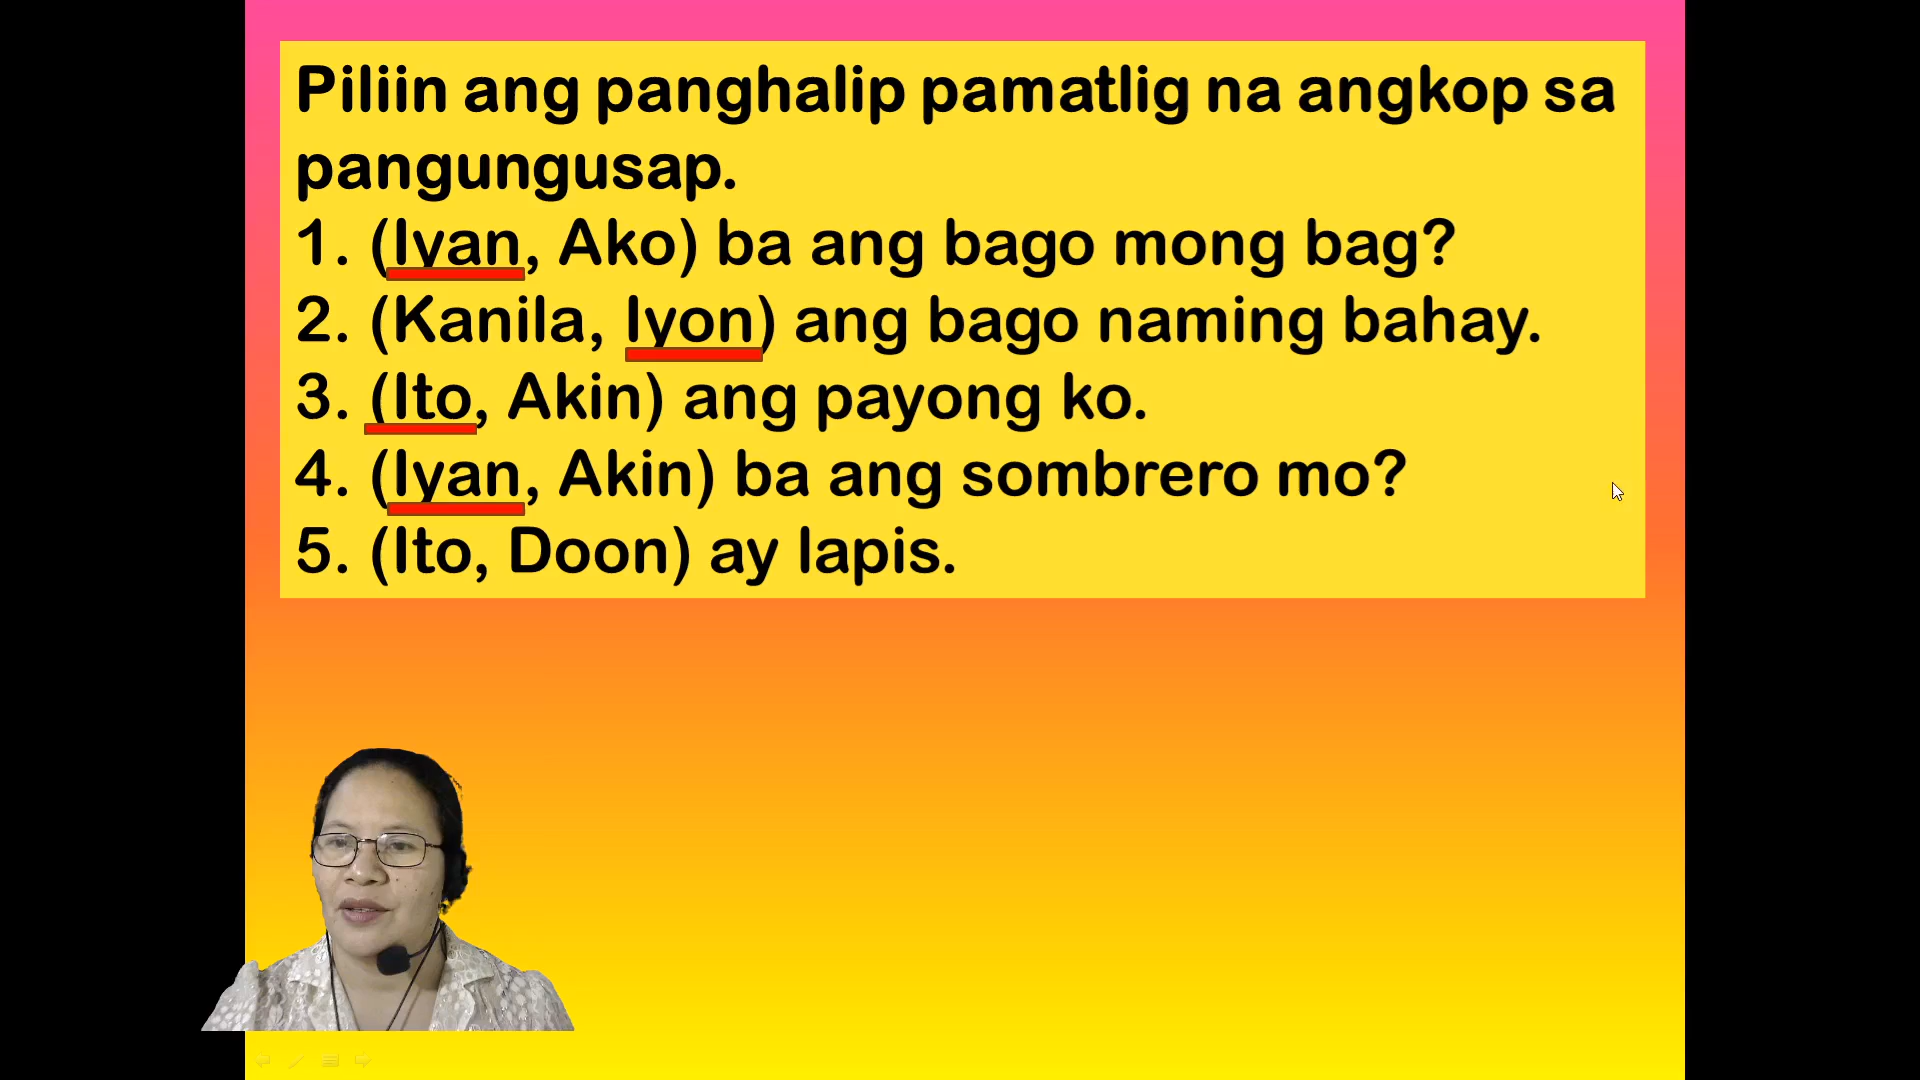 Piliin ang panghalip pamatlig na angkop sa
pangungusap.
1. (Iyan, Ako) ba ang bago mong bag?
2. (Kanila, Iyon) ang bago naming bahay.
3. (Ito, Akin) ang payong ko.
4. (Iyan, Akin) ba ang sombrero mo?
5. (Ito, Doon) ay lapis.